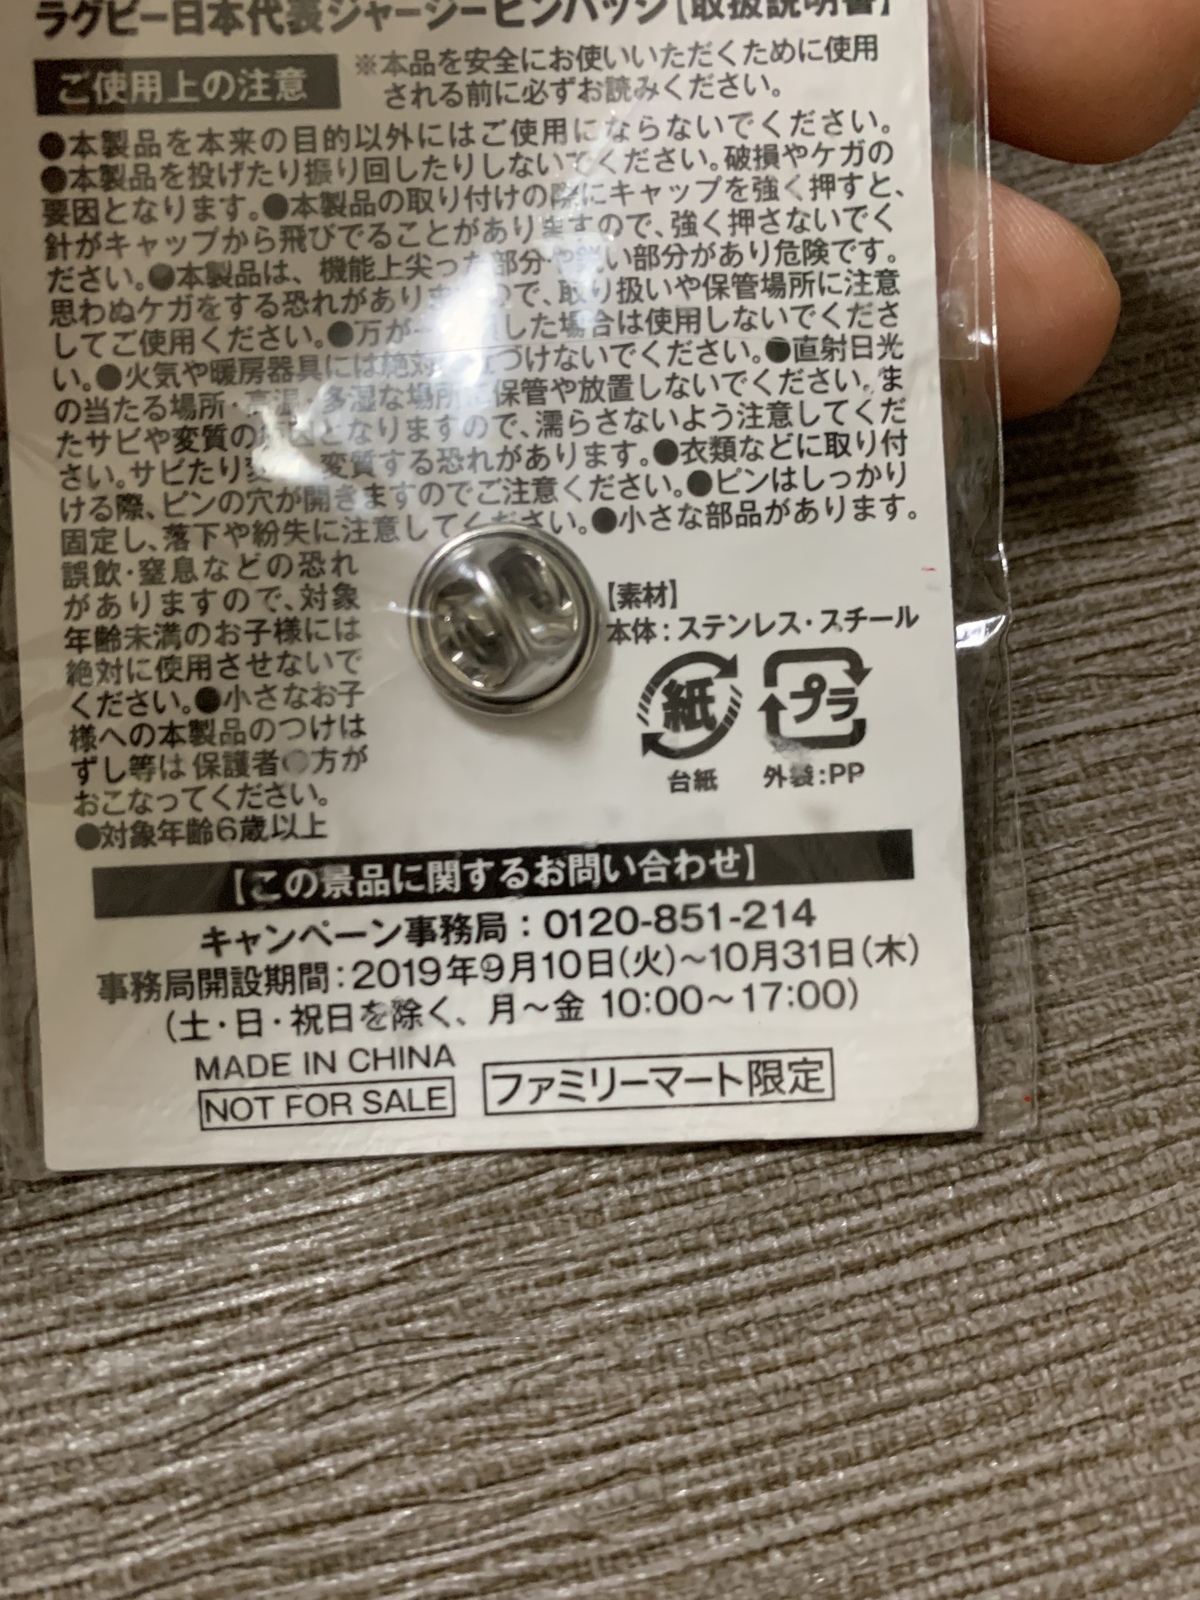 ラグビー日本代表ジャージーピンバッジ【取扱説明書】
ご使用上の注意
※本品を安全にお使いいただくために使用
される前に必ずお読みください。
●本製品を本来の目的以外にはご使用にならないでください。
●本製品を投げたり振り回したりしないでください。破損やケガの
要因となります。●本製品の取り付けの際にキャップを強く押すと、
針がキャップから飛びでることがありますので、強く押さないでく
ださい。●本製品は、機能上尖った部分や鋭い部分があり危険です。
思わぬケガをする恐れがありますので、取り扱いや保管場所に注意
してご使用ください。●万が一 した場合は使用しないでくださ
い。●火気や暖房器具には絶対 近づけないでください。●直射日光
の当たる場所・高温・多湿な場所に保管や放置しないでください。ま
たサビや変質の原因となりますので、濡らさないよう注意してくだ
さい。サビたり変 変質する恐れがあります。●衣類などに取り付
ける際、ピンの穴が開きますのでご注意ください。●ピンはしっかり
固定し、落下や紛失に注意してください。●小さな部品があります。
誤飲・窒息などの恐れ
がありますので、対象
年齢未満のお子様には
絶対に使用させないで
ください。●小さなお子
様への本製品のつけは
ずし等は保護者の方が
おこなってください。
●対象年齢6歳以上
【素材】
本体：ステンレス・スチール
紙
プラ
台紙
外袋：PP
【この景品に関するお問い合わせ】
キャンペーン事務局：0120-851-214
事務局開設期間：2019年9月10日（火）〜10月31日（木）
（土・日・祝日を除く、月〜金 10:00〜17:00）
MADE IN CHINA
NOT FOR SALE
ファミリーマート限定